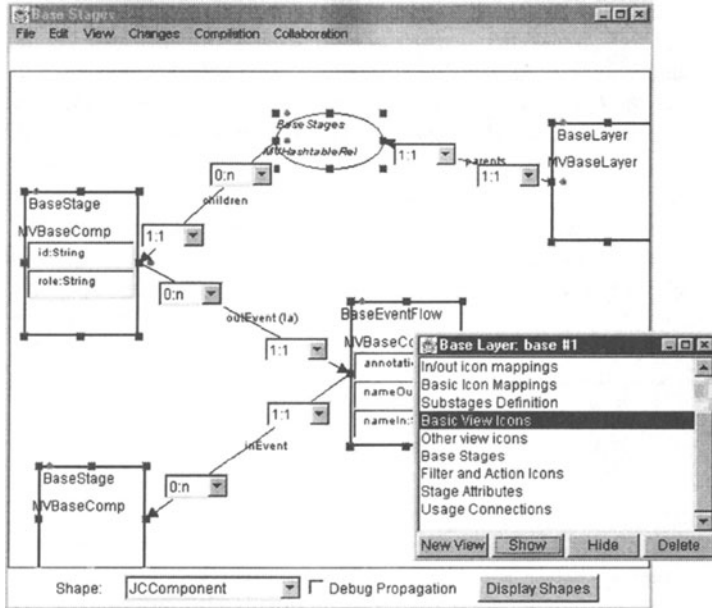 Base Stages
File Edit View Changes Compilation Collaboration
Base Stages
MVHashtableRel
1:1
parents
1:1
BaseLayer
MVBaseLayer
0:n
children
1:1
BaseStage
MVBaseComp
id:String
role:String
0:n
outEvent (1a)
1:1
BaseEventFlow
MVBaseCo
annotati
nameOu
nameIn:
1:1
inEvent
0:n
BaseStage
MVBaseComp
Base Layer: base #1
In/out icon mappings
Basic Icon Mappings
Substages Definition
Basic View Icons
Other view icons
Base Stages
Filter and Action Icons
Stage Attributes
Usage Connections
New View Show Hide Delete
Shape: JCComponent Debug Propagation Display Shapes